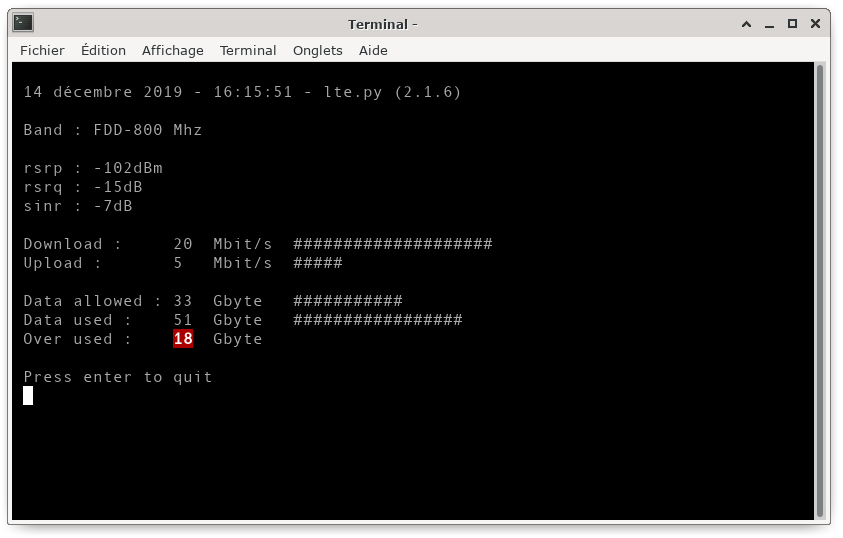 Terminal -
Fichier Édition Affichage Terminal Onglets Aide
14 décembre 2019 - 16:15:51 - lte.py (2.1.6)
Band : FDD-800 Mhz
rsrp : -102dBm
rsrq : -15dB
sinr : -7dB
Download : 20 Mbit/s ####################
Upload : 5 Mbit/s #####
Data allowed : 33 Gbyte ###########
Data used : 51 Gbyte #################
Over used : 18 Gbyte
Press enter to quit